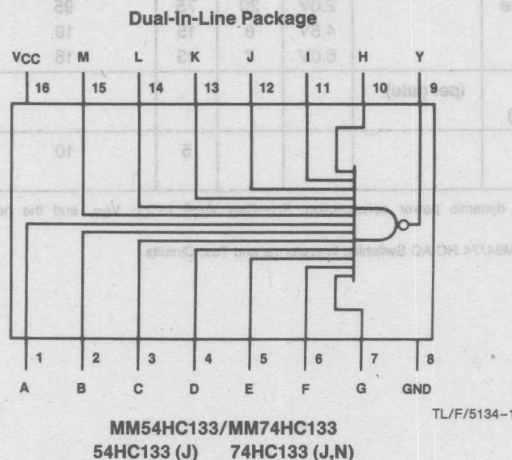 Dual-In-Line Package
VCC M L K J I H Y
16 15 14 13 12 11 10 9
1 2 3 4 5 6 7 8
A B C D E F G GND
TL/F/5134-1
MM54HC133/MM74HC133
54HC133 (J) 74HC133 (J,N)